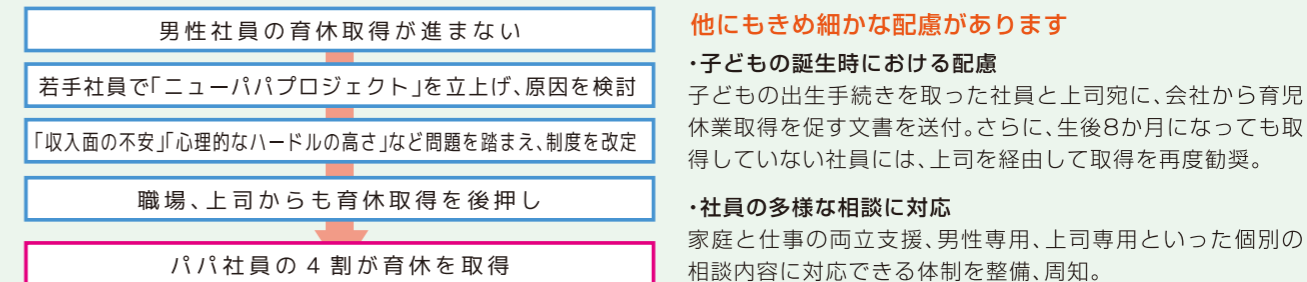 男性社員の育休取得が進まない
若手社員で「ニューパパプロジェクト」を立上げ、原因を検討
「収入面の不安」「心理的なハードルの高さ」など問題を踏まえ、制度を改定
職場、上司からも育休取得を後押し
パパ社員の4割が育休を取得
他にもきめ細かな配慮があります
・子どもの誕生時における配慮
子どもの出生手続きを取った社員と上司宛に、会社から育児
休業取得を促す文書を送付。さらに、生後8か月になっても取
得していない社員には、上司を経由して取得を再度勧奨。
・社員の多様な相談に対応
家庭と仕事の両立支援、男性専用、上司専用といった個別の
相談内容に対応できる体制を整備、周知。